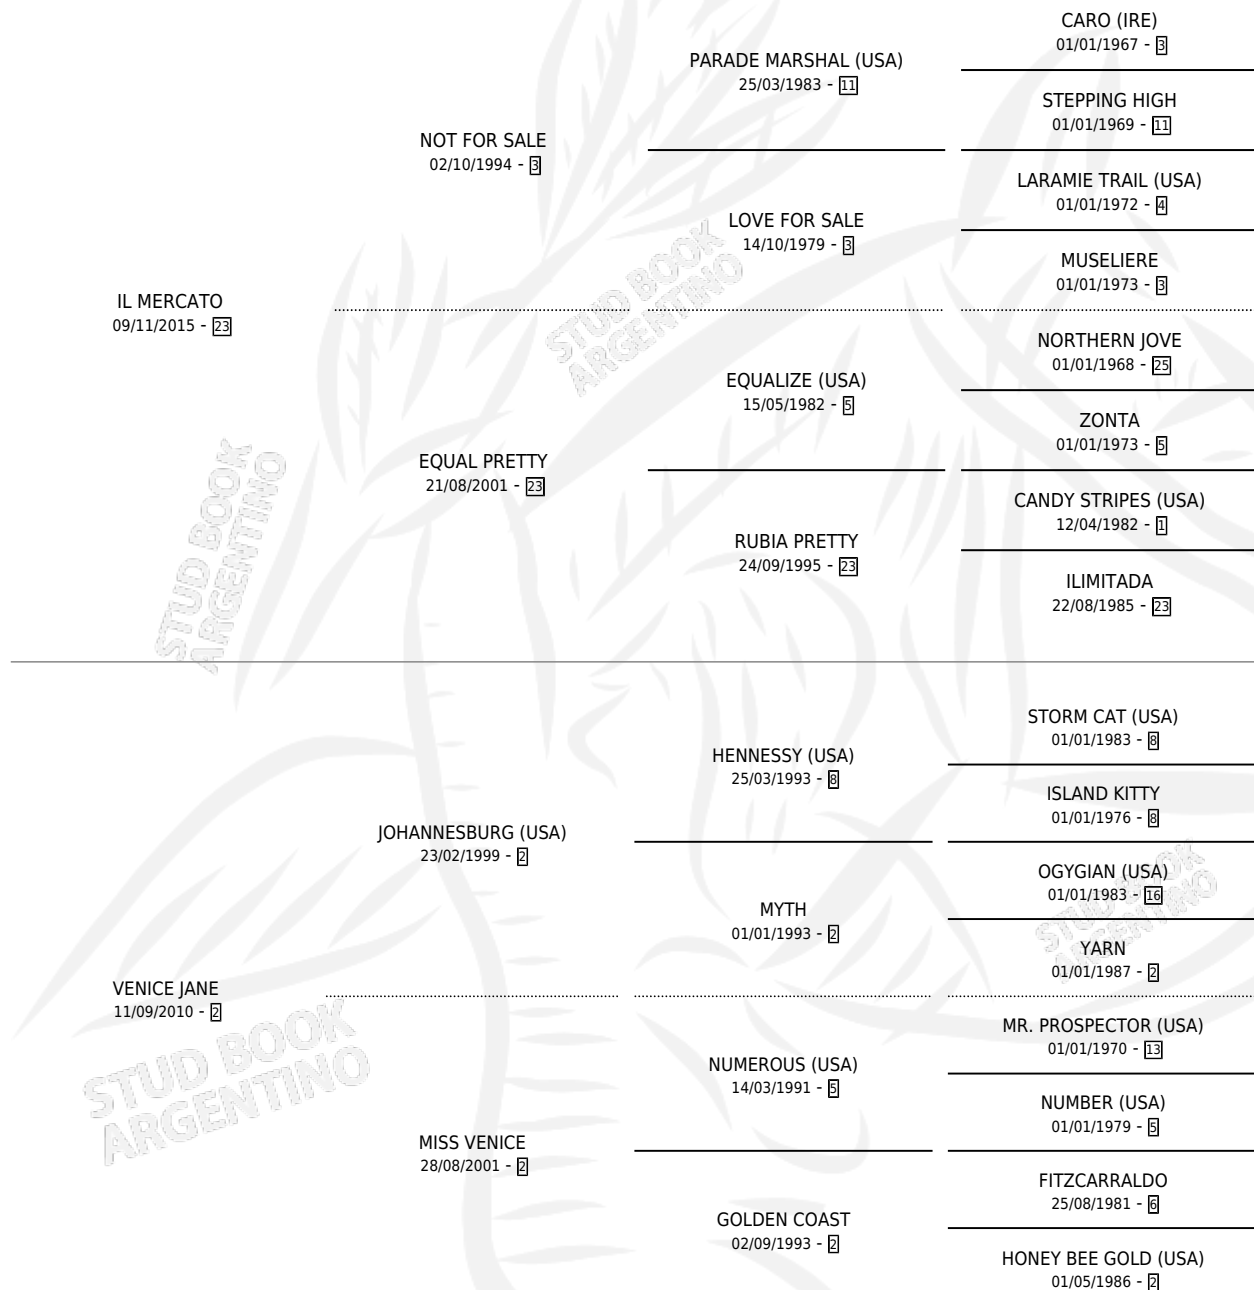 CARO (IRE)
01/01/1967 - 3
PARADE MARSHAL (USA)
25/03/1983 - 11
STEPPING HIGH
01/01/1969 - 11
NOT FOR SALE
02/10/1994 - 3
LARAMIE TRAIL (USA)
01/01/1972 - 4
LOVE FOR SALE
14/10/1979 - 3
MUSELIERE
01/01/1973 - 3
IL MERCATO
09/11/2015 - 23
NORTHERN JOVE
01/01/1968 - 25
EQUALIZE (USA)
15/05/1982 - 5
ZONTA
01/01/1973 - 5
EQUAL PRETTY
21/08/2001 - 23
CANDY STRIPES (USA)
12/04/1982 - 1
RUBIA PRETTY
24/09/1995 - 23
ILIMITADA
22/08/1985 - 23
STUD BOOK
ARGENTINO
STUD BOOK
ARGENTINO
STORM CAT (USA)
01/01/1983 - 8
HENNESSY (USA)
25/03/1993 - 8
ISLAND KITTY
01/01/1976 - 8
JOHANNESBURG (USA)
23/02/1999 - 2
OGYGIAN (USA)
01/01/1983 - 16
MYTH
01/01/1993 - 2
YARN
01/01/1987 - 2
VENICE JANE
11/09/2010 - 2
MR. PROSPECTOR (USA)
01/01/1970 - 13
NUMEROUS (USA)
14/03/1991 - 5
NUMBER (USA)
01/01/1979 - 5
MISS VENICE
28/08/2001 - 2
FITZCARRALDO
25/08/1981 - 6
GOLDEN COAST
02/09/1993 - 2
HONEY BEE GOLD (USA)
01/05/1986 - 2
STUD BOOK
ARGENTINO
STUD BOOK
ARGENTINO